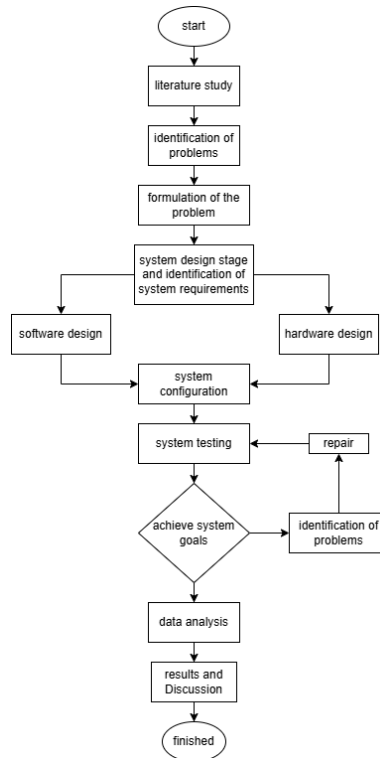 start
literature study
identification of
problems
formulation of the
problem
system design stage
and identification of
system requirements
software design
hardware design
system
configuration
system testing
repair
achieve system
goals
identification of
problems
data analysis
results and
Discussion
finished